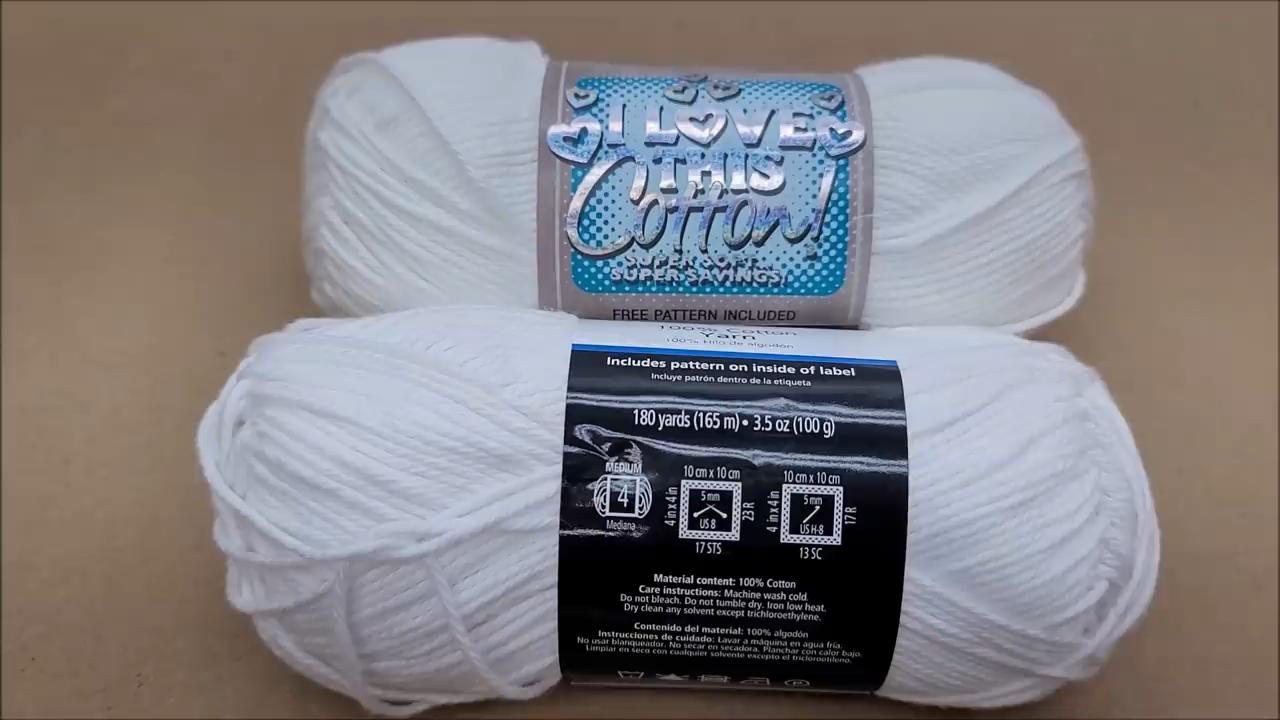 I LOVE
THIS
Cotton!
SUPER SOFT.
SUPER SAVINGS!
FREE PATTERN INCLUDED
100% Cotton
Yarn
100% Hilo de algodón
Includes pattern on inside of label
Incluye patrón dentro de la etiqueta
180 yards (165 m) • 3.5 oz (100 g)
MEDIUM
4
Mediana
10 cm x 10 cm
4 in x 4 in
5 mm
US 8
23 R
17 STS
10 cm x 10 cm
4 in x 4 in
5 mm
US H-8
17 R
13 SC
Material content: 100% Cotton
Care instructions: Machine wash cold.
Do not bleach. Do not tumble dry. Iron low heat.
Dry clean any solvent except trichloroethylene.
Contenido del material: 100% algodón
Instrucciones de cuidado: Lavar a máquina en agua fría.
No usar blanqueador. No secar en secadora. Planchar con calor bajo.
Limpiar en seco con cualquier solvente excepto el tricloroetileno.
P